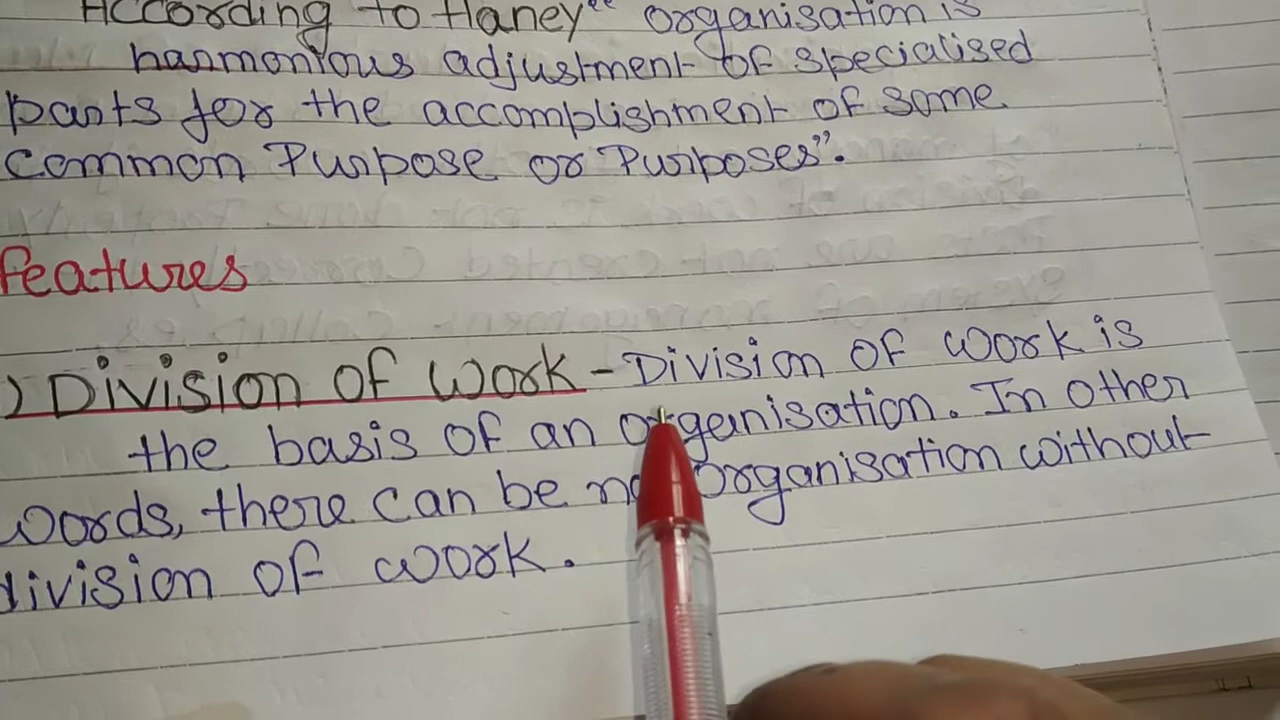 According to Haney "Organisation is
harmonious adjustment of specialised
parts for the accomplishment of some
common Purpose or Purposes".
Features
) Division of Work - Division of Work is
the basis of an organisation. In other
words, there can be no organisation without
division of work.